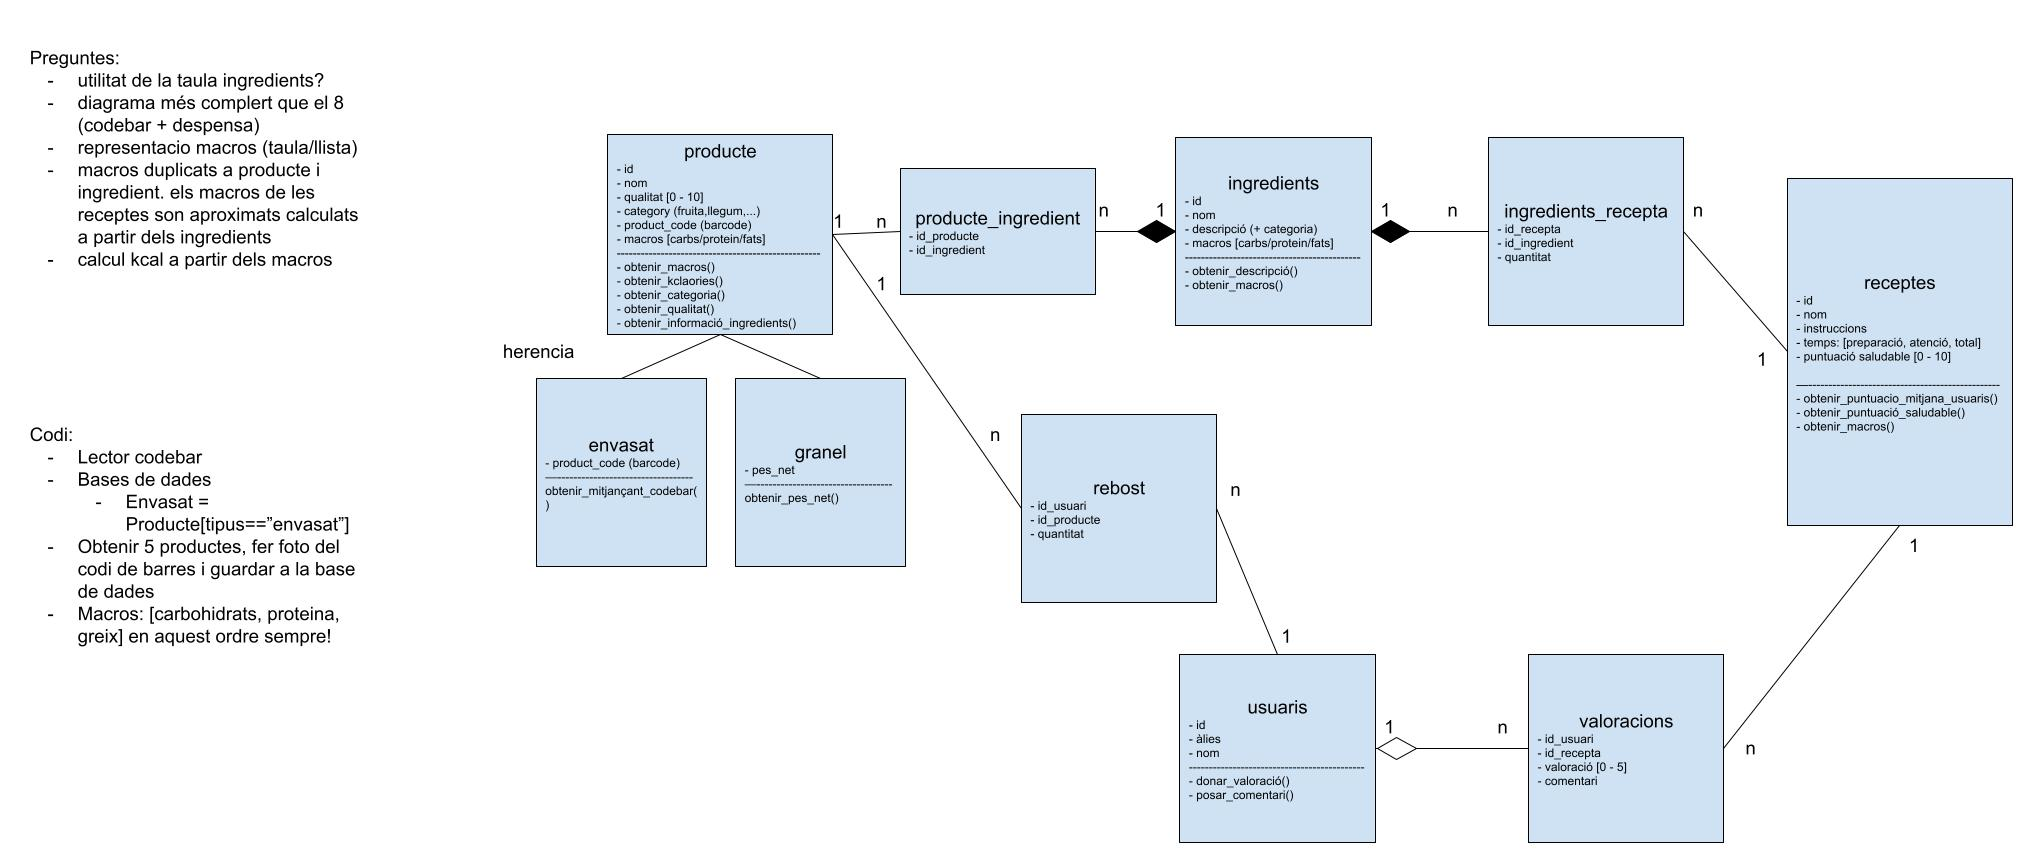 Preguntes:
- utilitat de la taula ingredients?
- diagrama més complert que el 8
(codebar + despensa)
- representacio macros (taula/llista)
- macros duplicats a producte i
ingredient. els macros de les
receptes son aproximats calculats
a partir dels ingredients
- calcul kcal a partir dels macros
Codi:
- Lector codebar
- Bases de dades
- Envasat =
Producte[tipus==”envasat”]
- Obtenir 5 productes, fer foto del
codi de barres i guardar a la base
de dades
- Macros: [carbohidrats, proteina,
greix] en aquest ordre sempre!
producte
- id
- nom
- qualitat [0 - 10]
- category (fruita,llegum,...)
- product_code (barcode)
- macros [carbs/protein/fats]
- obtenir_macros()
- obtenir_kclaories()
- obtenir_categoria()
- obtenir_qualitat()
- obtenir_informació_ingredients()
herencia
envasat
- product_code (barcode)
obtenir_mitjançant_codebar(
)
granel
- pes_net
obtenir_pes_net()
1
n
producte_ingredient
- id_producte
- id_ingredient
n
1
ingredients
- id
- nom
- descripció (+ categoria)
- macros [carbs/protein/fats]
- obtenir_descripció()
- obtenir_macros()
1
n
ingredients_recepta
- id_recepta
- id_ingredient
- quantitat
n
1
receptes
- id
- nom
- instruccions
- temps: [preparació, atenció, total]
- puntuació saludable [0 - 10]
- obtenir_puntuacio_mitjana_usuaris()
- obtenir_puntuació_saludable()
- obtenir_macros()
1
n
rebost
- id_usuari
- id_producte
- quantitat
n
1
usuaris
- id
- àlies
- nom
- donar_valoració()
- posar_comentari()
1
n
valoracions
- id_usuari
- id_recepta
- valoració [0 - 5]
- comentari
n
1